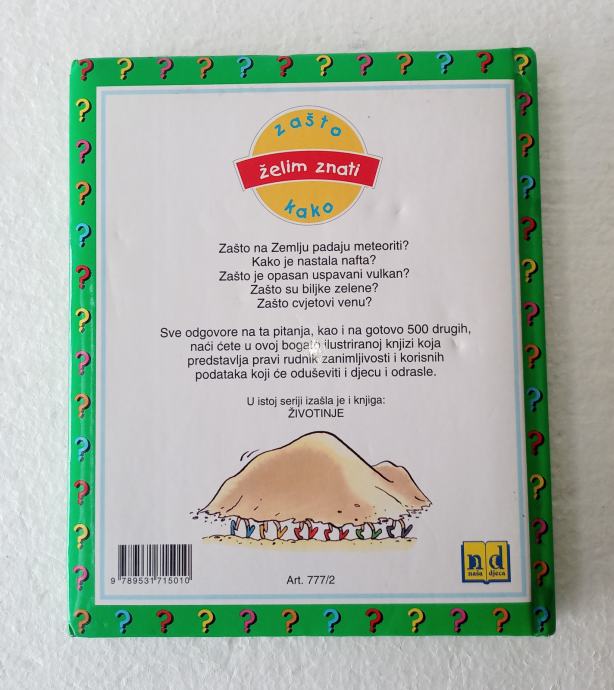 zašto
želim znati
kako
Zašto na Zemlju padaju meteoriti?
Kako je nastala nafta?
Zašto je opasan uspavani vulkan?
Zašto su biljke zelene?
Zašto cvjetovi venu?
Sve odgovore na ta pitanja, kao i na gotovo 500 drugih,
naći ćete u ovoj bogato ilustriranoj knjizi koja
predstavlja pravi rudnik zanimljivosti i korisnih
podataka koji će oduševiti i djecu i odrasle.
U istoj seriji izašla je i knjiga:
ŽIVOTINJE
9 789531 715010
Art. 777/2
n d
naša djeca